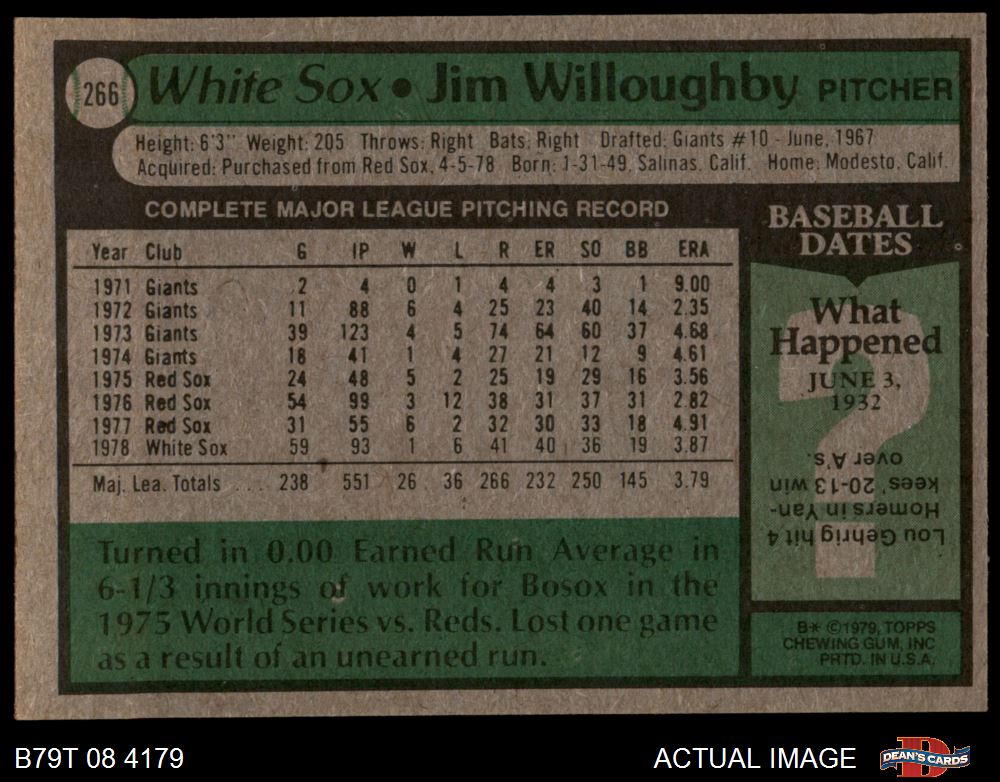 266 White Sox • Jim Willoughby PITCHER
Height: 6'3" Weight: 205 Throws: Right Bats: Right Drafted: Giants #10 - June, 1967
Acquired: Purchased from Red Sox, 4-5-78 Born: 1-31-49, Salinas, Calif. Home: Modesto, Calif.
COMPLETE MAJOR LEAGUE PITCHING RECORD
Year Club G IP W L R ER SO BB ERA
1971 Giants 2 4 0 1 4 4 3 1 9.00
1972 Giants 11 88 6 4 25 23 40 14 2.35
1973 Giants 39 123 4 5 74 64 60 37 4.68
1974 Giants 18 41 1 4 27 21 12 9 4.61
1975 Red Sox 24 48 5 2 25 19 29 16 3.56
1976 Red Sox 54 99 3 12 38 31 37 31 2.82
1977 Red Sox 31 55 6 2 32 30 33 18 4.91
1978 White Sox 59 93 1 6 41 40 36 19 3.87
Maj. Lea. Totals .... 238 551 26 36 266 232 250 145 3.79
Turned in 0.00 Earned Run Average in
6-1/3 innings of work for Bosox in the
1975 World Series vs. Reds. Lost one game
as a result of an unearned run.
BASEBALL
DATES
What
Happened
JUNE 3,
1932
?
Lou Gehrig hit 4
Homers in Yan-
kees' 20-13 win
over A's.
B* ©1979, TOPPS
CHEWING GUM, INC
PRTD. IN U.S.A.
B79T 08 4179
ACTUAL IMAGE
D
DEAN'S CARDS